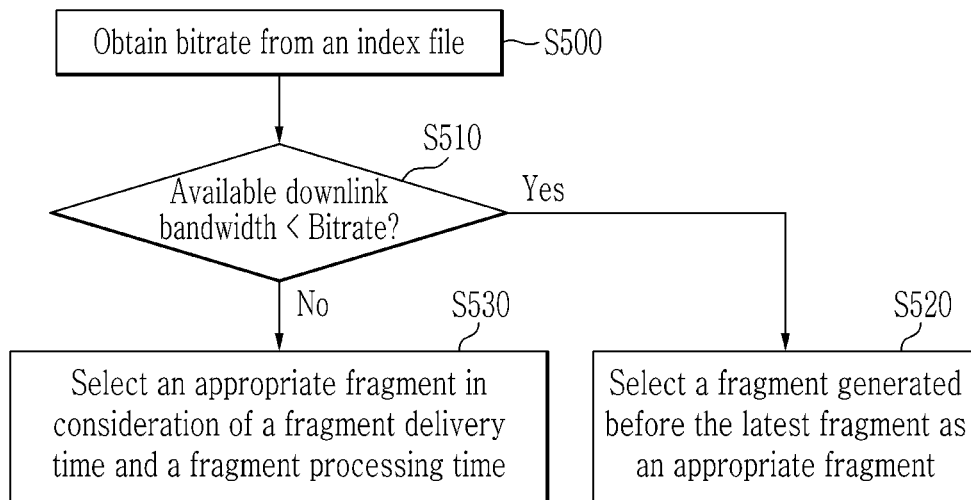 Obtain bitrate from an index file
S500
S510
Available downlink
bandwidth < Bitrate?
Yes
No
S530
S520
Select an appropriate fragment in
consideration of a fragment delivery
time and a fragment processing time
Select a fragment generated
before the latest fragment as
an appropriate fragment